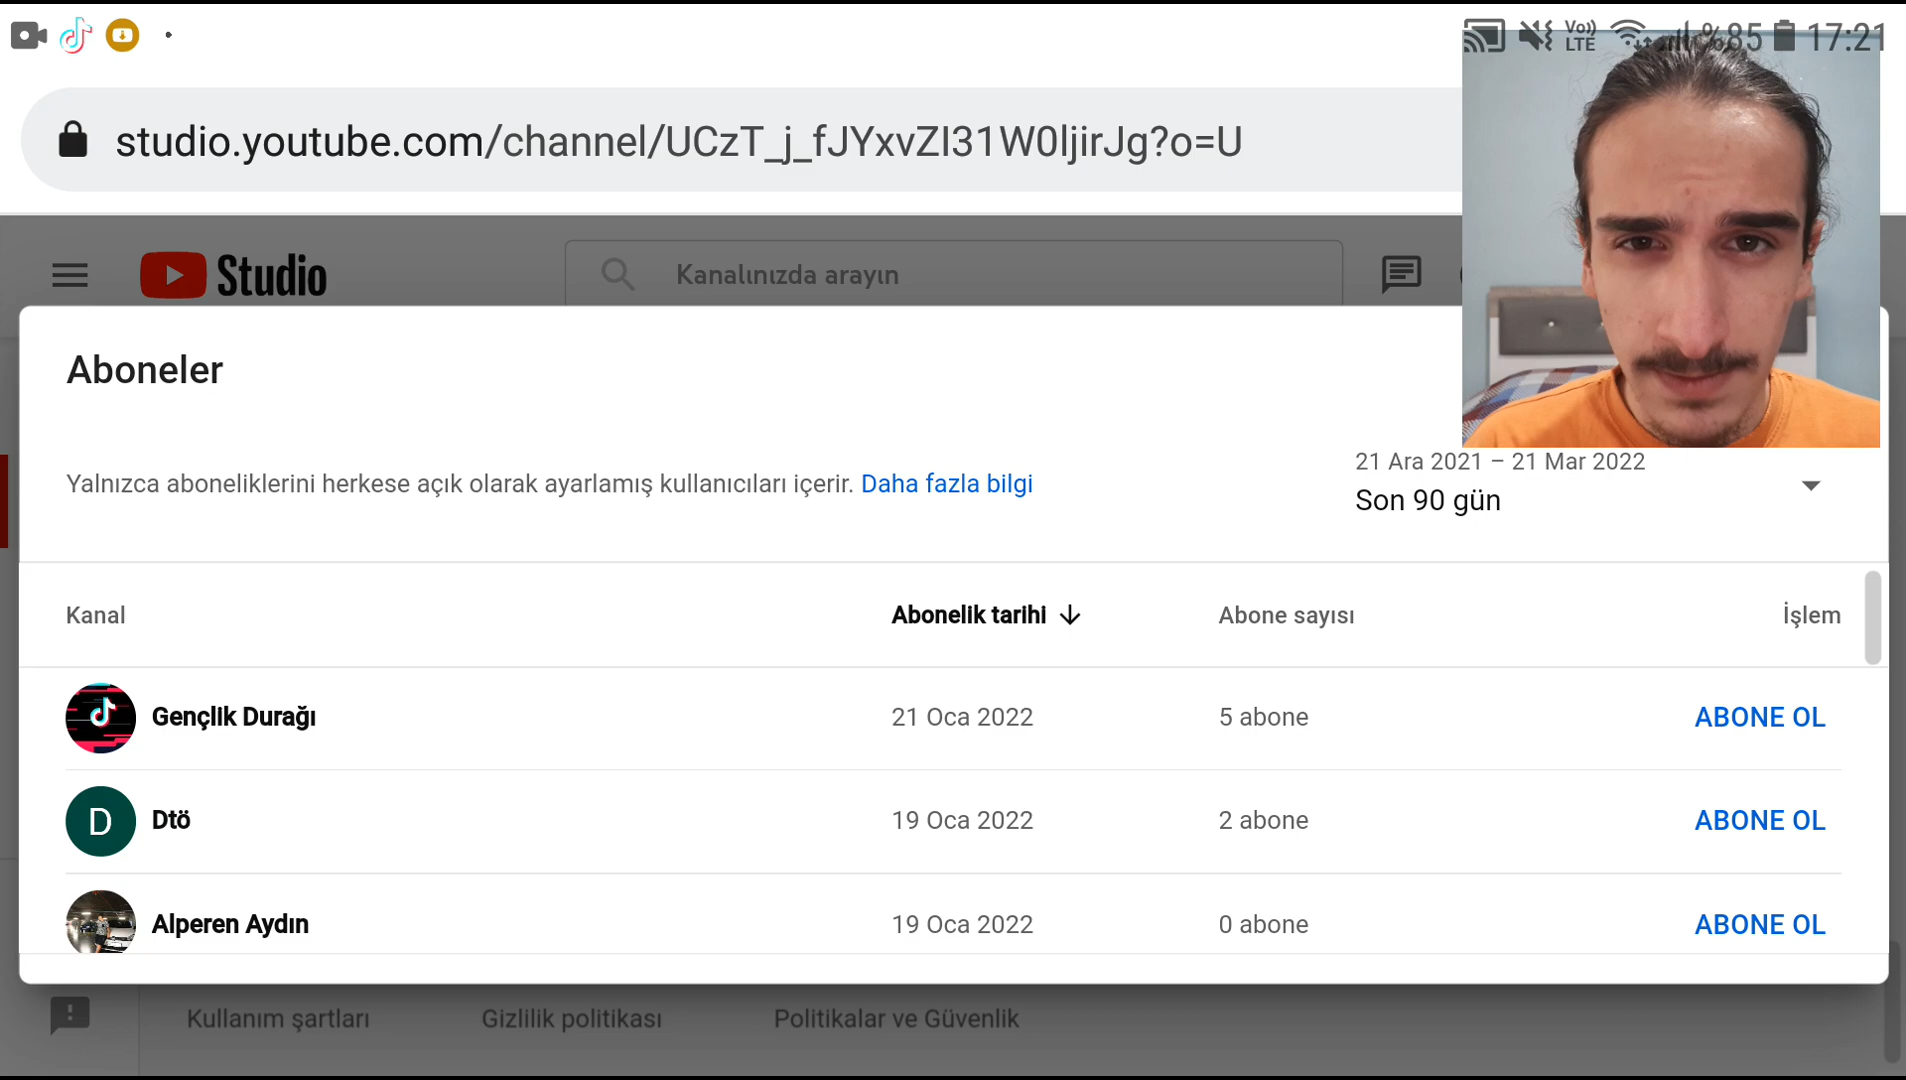 Vo))
LTE
%85
17:21
studio.youtube.com/channel/UCzT_j_fJYxvZI31W0ljirJg?o=U
Studio
Kanalınızda arayın
Aboneler
Yalnızca aboneliklerini herkese açık olarak ayarlamış kullanıcıları içerir. Daha fazla bilgi
21 Ara 2021 – 21 Mar 2022
Son 90 gün
Kanal Abonelik tarihi Abone sayısı İşlem
Gençlik Durağı 21 Oca 2022 5 abone ABONE OL
D Dtö 19 Oca 2022 2 abone ABONE OL
Alperen Aydın 19 Oca 2022 0 abone ABONE OL
Kullanım şartları Gizlilik politikası Politikalar ve Güvenlik